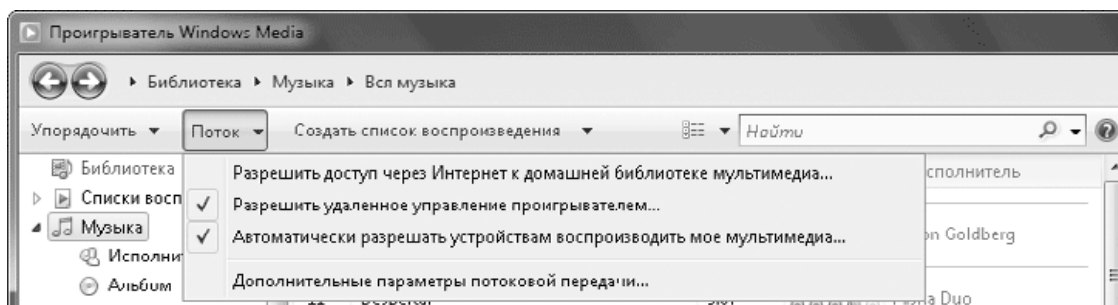 Проигрыватель Windows Media
Библиотека Музыка Вся музыка
Упорядочить Поток Создать список воспроизведения Найти
Библиотека
Разрешить доступ через Интернет к домашней библиотеке мультимедиа...
сполнитель
Списки восп
Разрешить удаленное управление проигрывателем...
Музыка
Автоматически разрешать устройствам воспроизводить мое мультимедиа...
on Goldberg
Исполни
Альбом
Дополнительные параметры потоковой передачи...
Duo